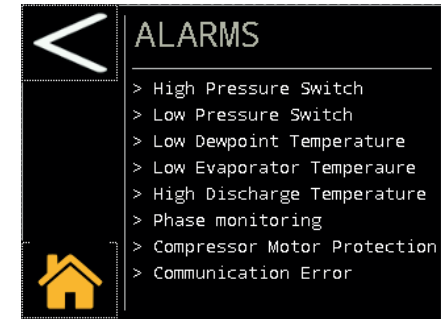 ALARMS
> High Pressure Switch
> Low Pressure Switch
> Low Dewpoint Temperature
> Low Evaporator Temperaure
> High Discharge Temperature
> Phase monitoring
> Compressor Motor Protection
> Communication Error